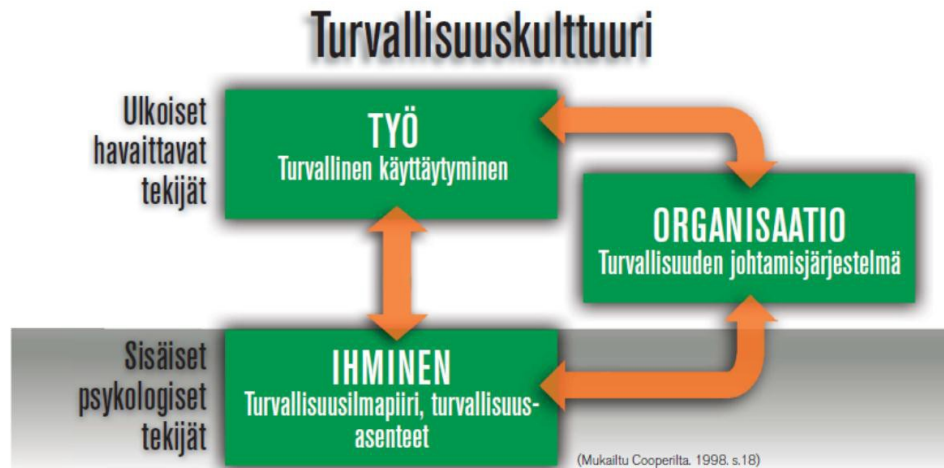 Turvallisuuskulttuuri
Ulkoiset
havaittavat
tekijät
TYÖ
Turvallinen käyttäytyminen
ORGANISAATIO
Turvallisuuden johtamisjärjestelmä
Sisäiset
psykologiset
tekijät
IHMINEN
Turvallisuusilmapiiri, turvallisuus-
asenteet
(Mukailtu Cooperilta. 1998. s.18)